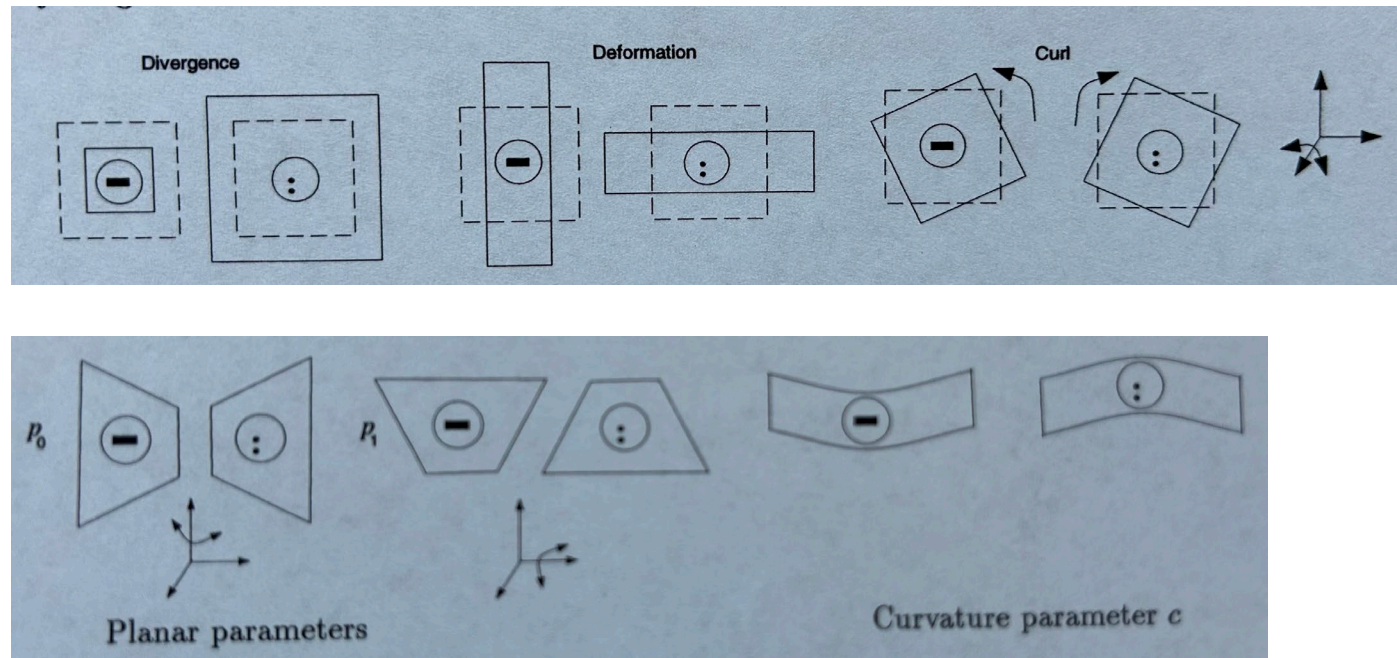 Divergence
Deformation
Curl
p₀
p₁
Planar parameters
Curvature parameter c